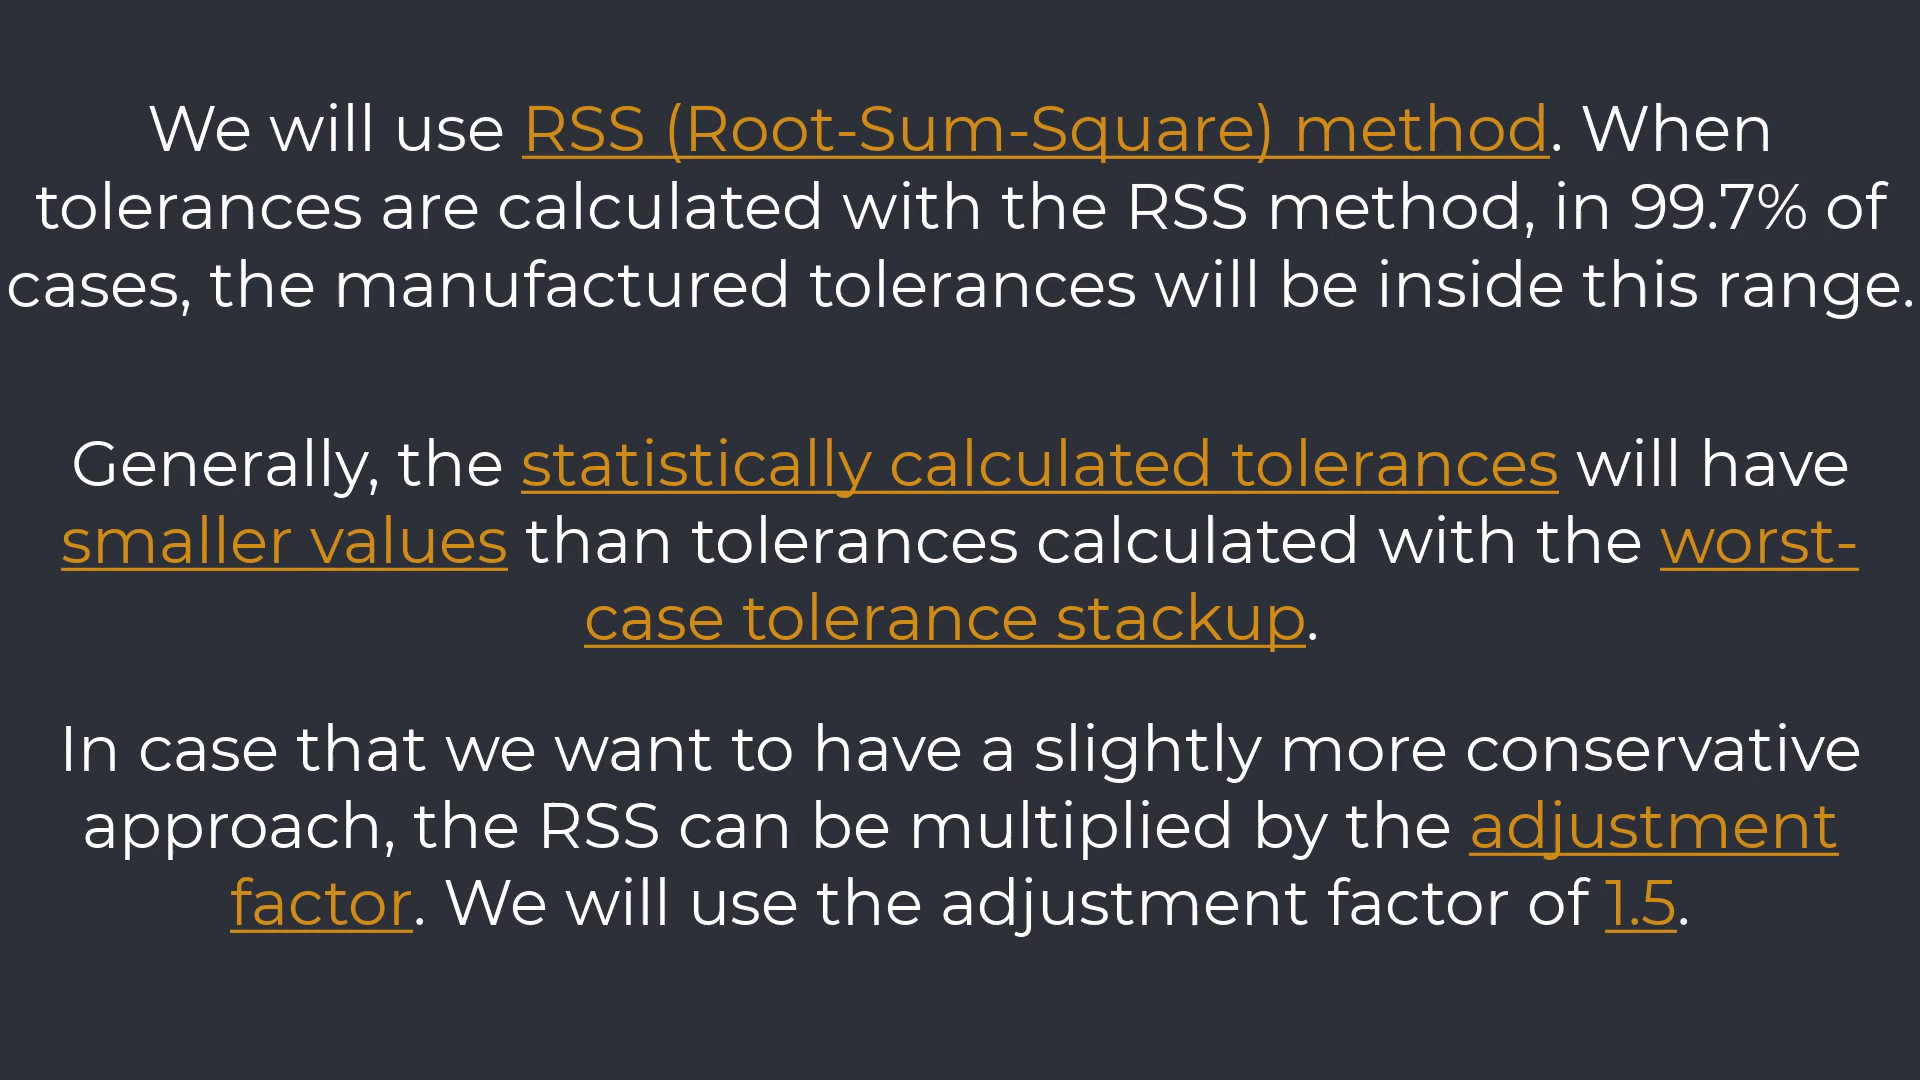 We will use RSS (Root-Sum-Square) method. When
tolerances are calculated with the RSS method, in 99.7% of
cases, the manufactured tolerances will be inside this range.
Generally, the statistically calculated tolerances will have
smaller values than tolerances calculated with the worst-
case tolerance stackup.
In case that we want to have a slightly more conservative
approach, the RSS can be multiplied by the adjustment
factor. We will use the adjustment factor of 1.5.